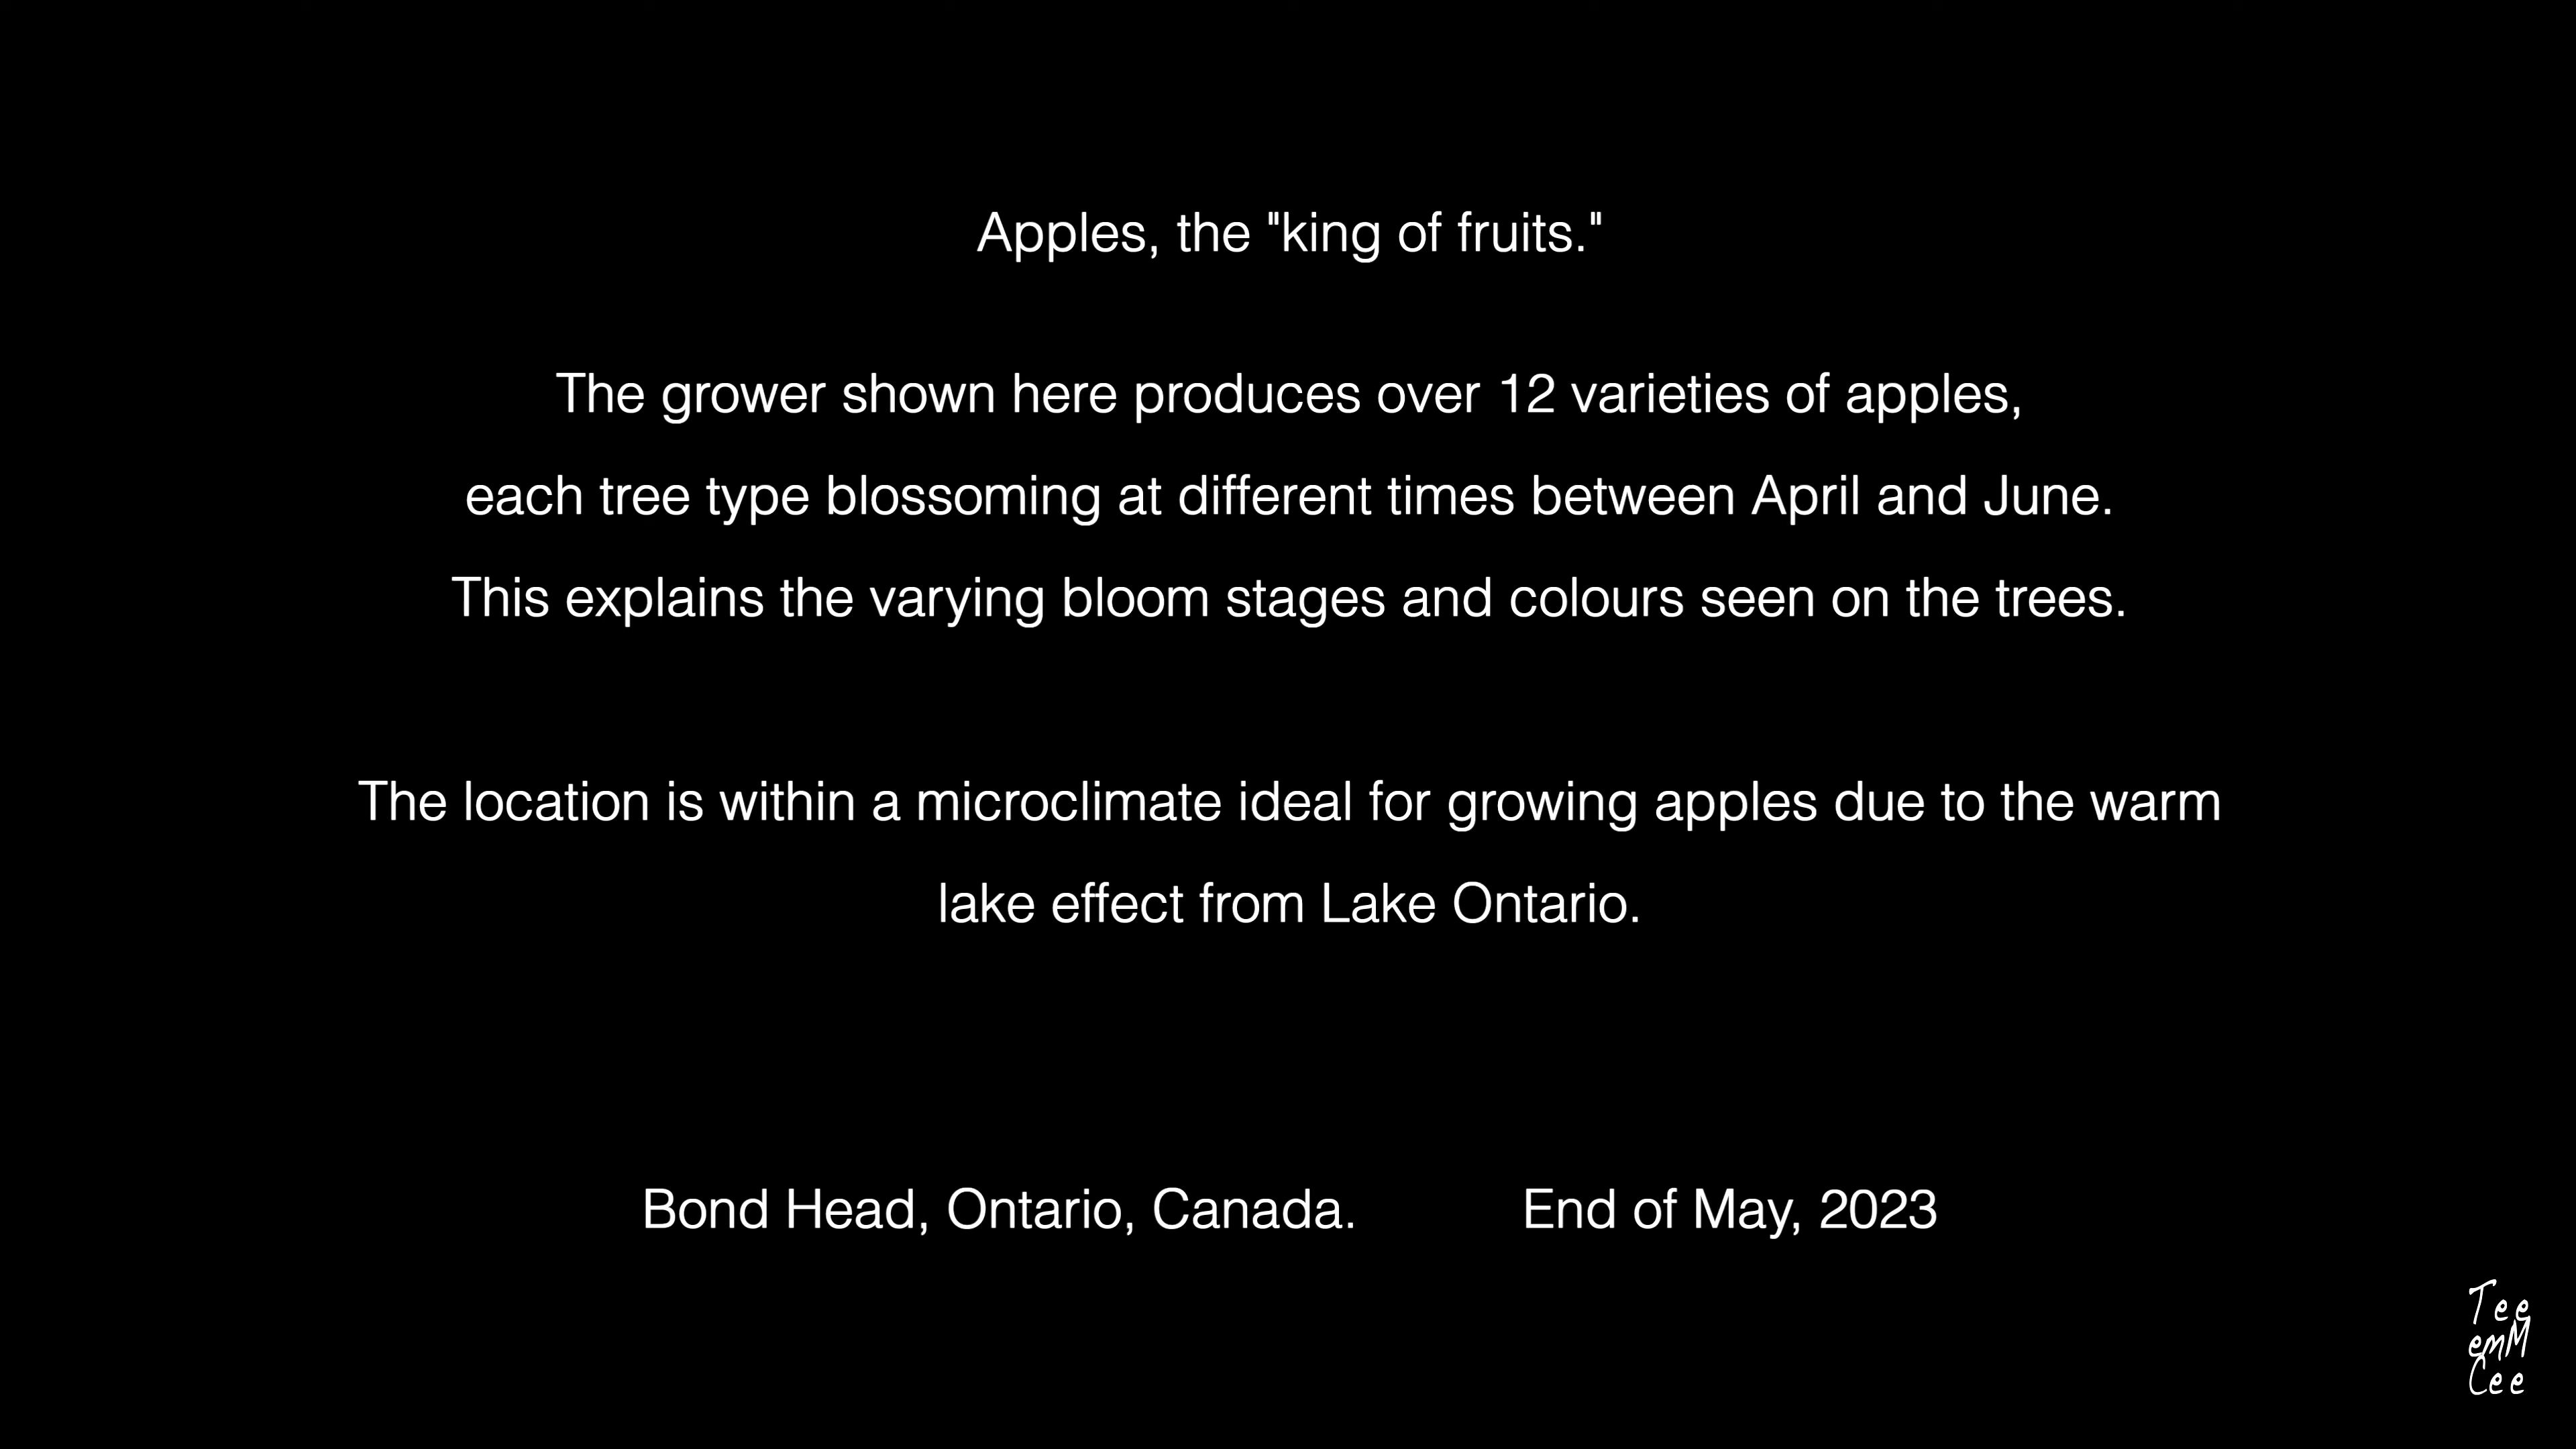 Apples, the "king of fruits."
The grower shown here produces over 12 varieties of apples,
each tree type blossoming at different times between April and June.
This explains the varying bloom stages and colours seen on the trees.
The location is within a microclimate ideal for growing apples due to the warm
lake effect from Lake Ontario.
Bond Head, Ontario, Canada. End of May, 2023
Tee
emM
Cee